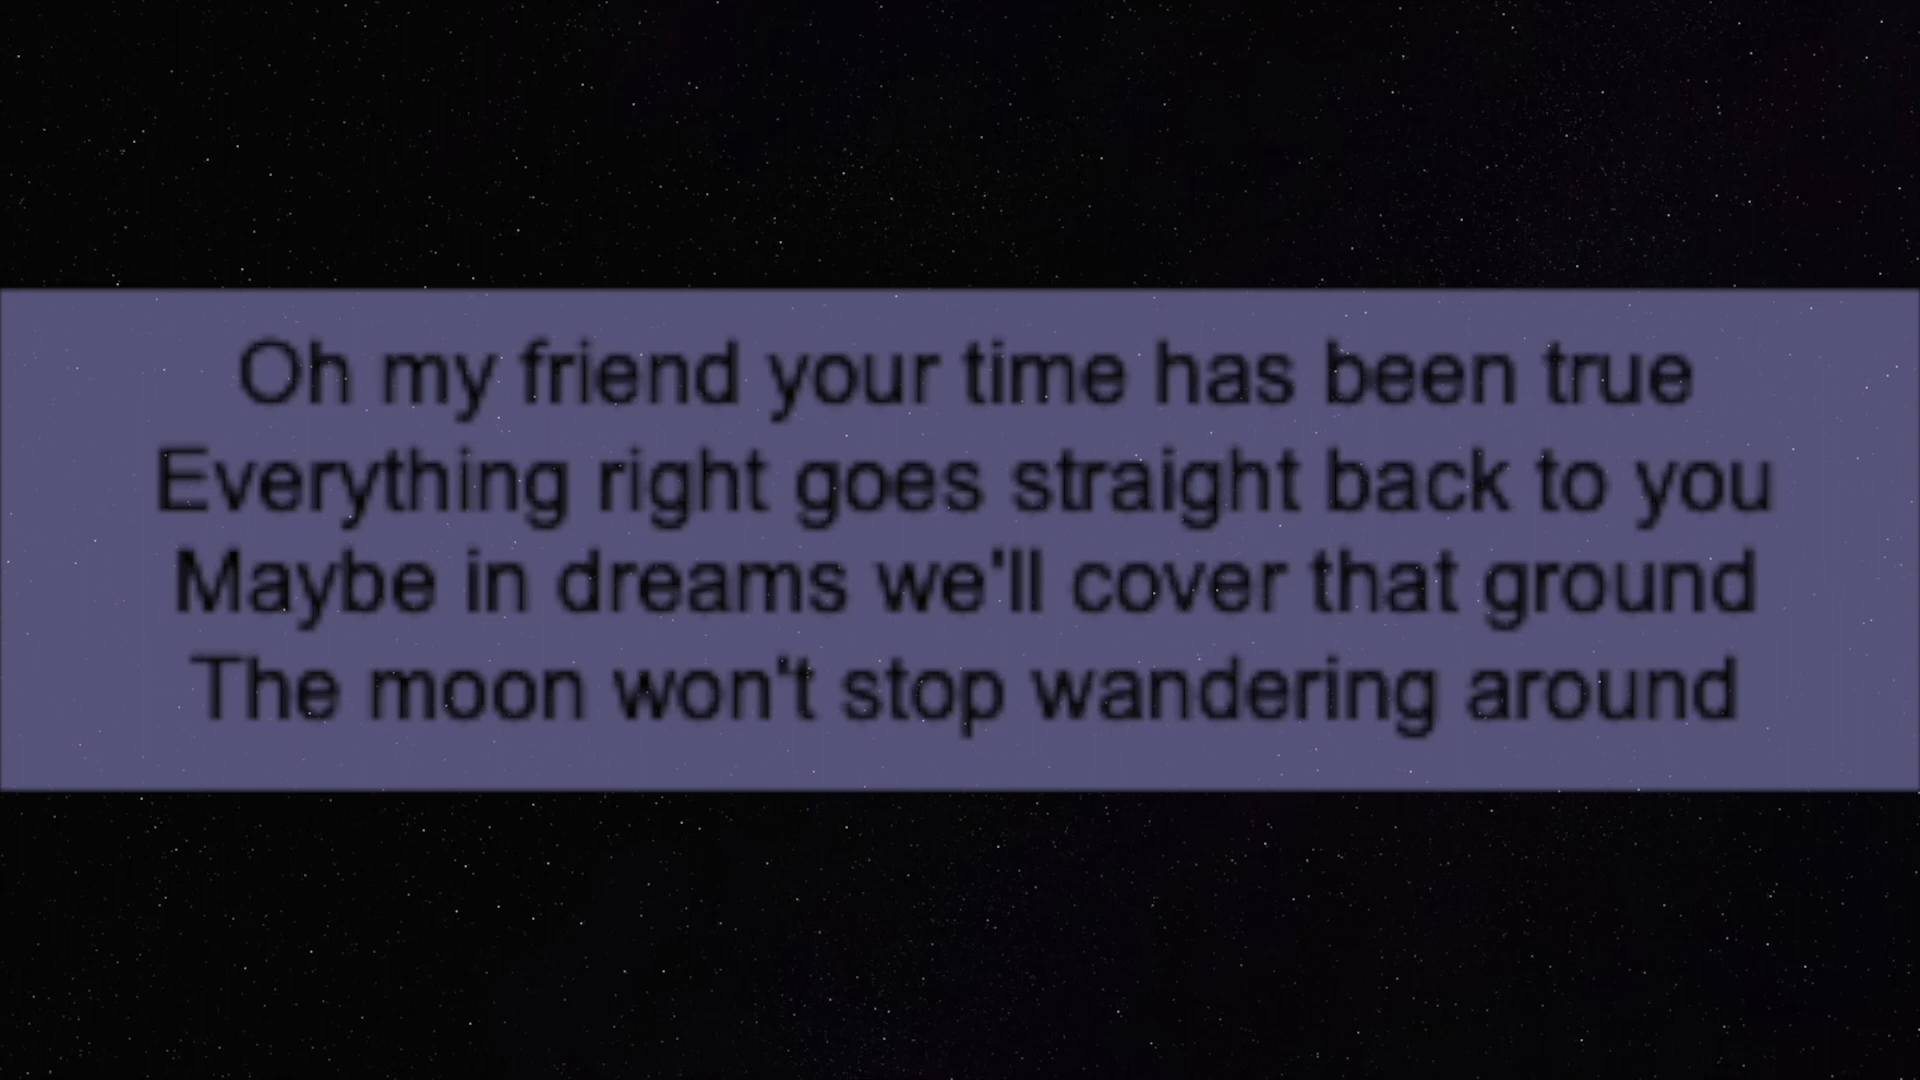 Oh my friend your time has been true
Everything right goes straight back to you
Maybe in dreams we'll cover that ground
The moon won't stop wandering around